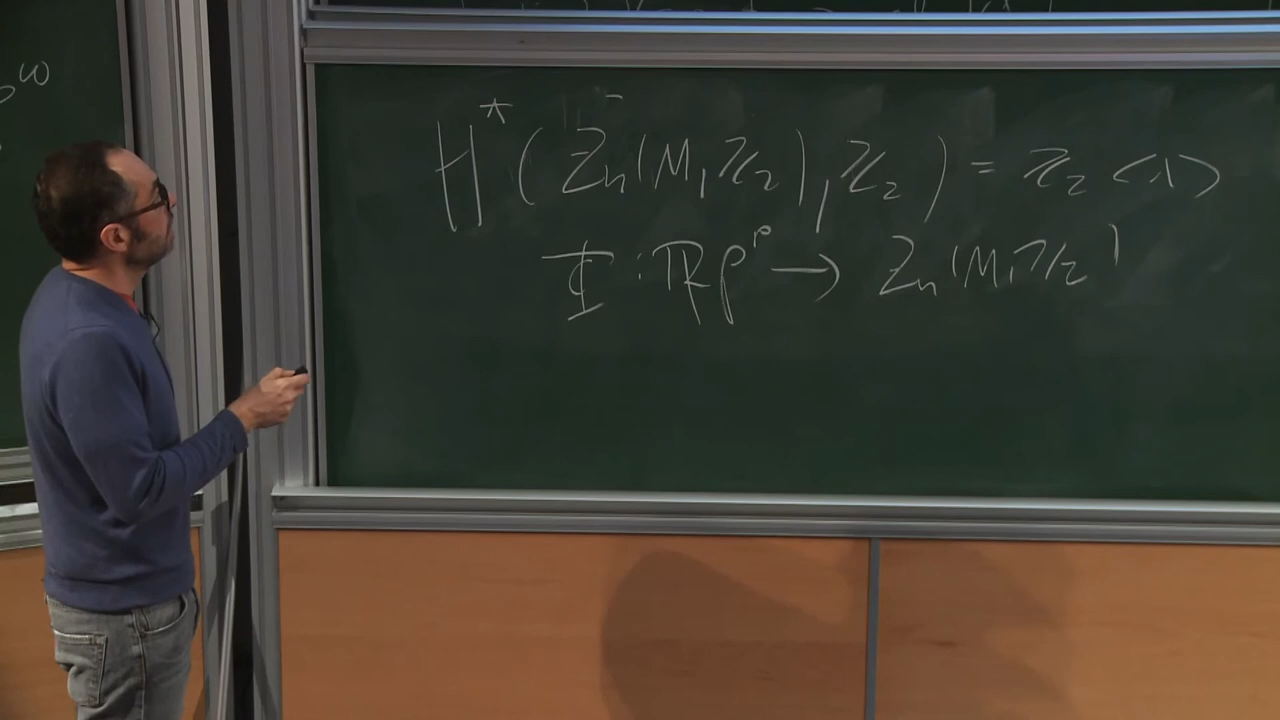 ω
H*(Z_n(M, ℤ_2), ℤ_2) = ℤ_2 <λ>
Φ : ℝP^p → Z_n(M, ℤ_2)